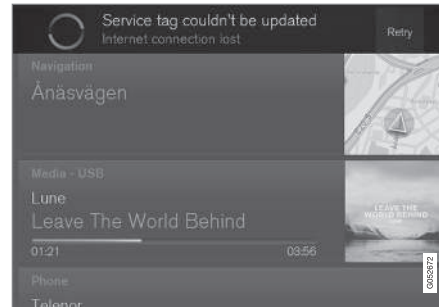 Service tag couldn't be updated
Internet connection lost
Retry
Navigation
Ånäsvägen
Media - USB
Lune
Leave The World Behind
01:21
03:56
LEAVE THE
WORLD BEHIND
Phone
Telenor
G052672